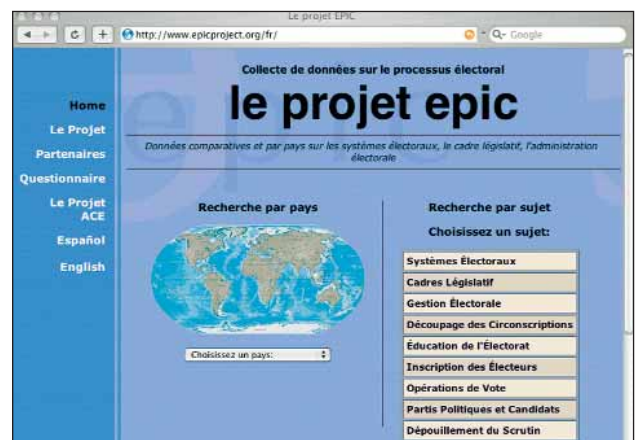 Le projet EPIC
http://www.epicproject.org/fr/
Google
Home
Le Projet
Partenaires
Questionnaire
Le Projet
ACE
Español
English
Collecte de données sur le processus électoral
le projet epic
Données comparatives et par pays sur les systèmes électoraux, le cadre législatif, l'administration
électorale
Recherche par pays
Choisissez un pays:
Recherche par sujet
Choisissez un sujet:
Systèmes Électoraux
Cadres Législatif
Gestion Électorale
Découpage des Circonscriptions
Éducation de l'Électorat
Inscription des Électeurs
Opérations de Vote
Partis Politiques et Candidats
Dépouillement du Scrutin